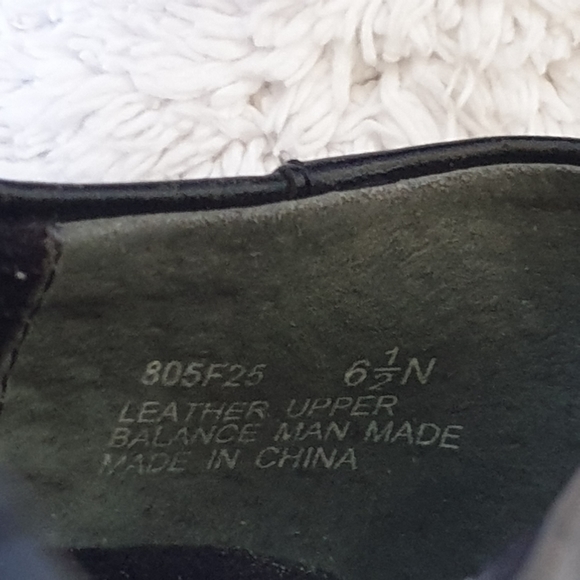 805F25 6½N
LEATHER UPPER
BALANCE MAN MADE
MADE IN CHINA